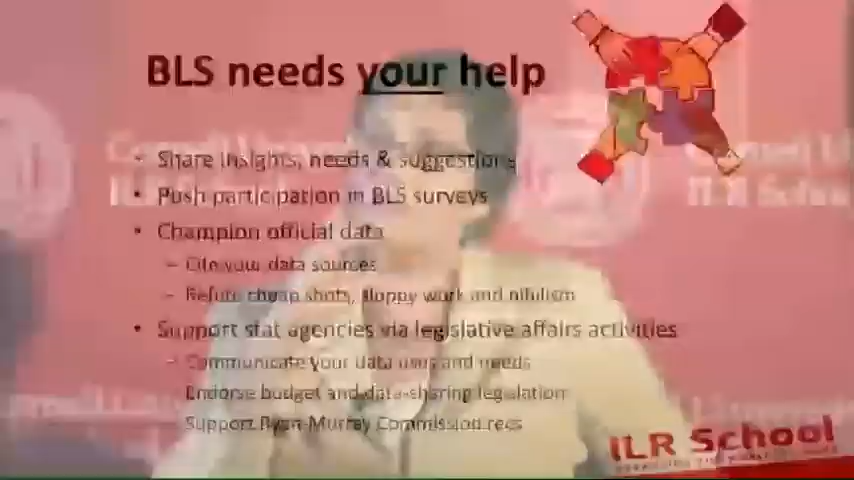 BLS needs your help
• Share insights, needs & suggestions
• Push participation in BLS surveys
• Champion official data
– Cite your data sources
– Refute cheap shots, sloppy work and nihilism
• Support stat agencies via legislative affairs activities
– Communicate your data uses and needs
Endorse budget and data-sharing legislation
Support Ryan-Murray Commission recs
ILR School